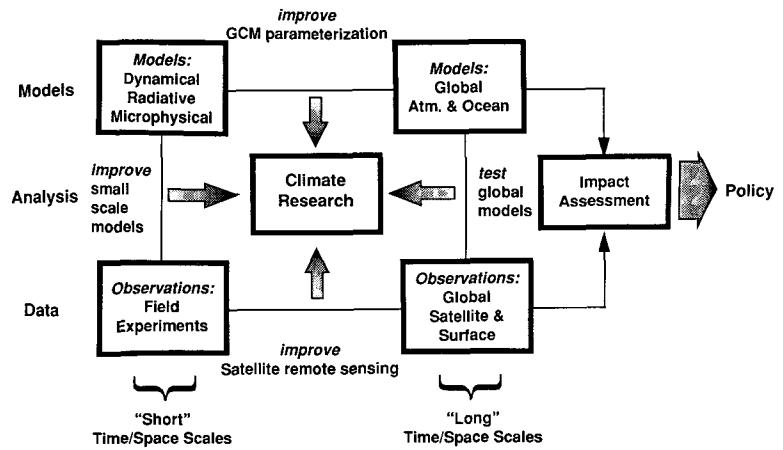 improve
GCM parameterization
Models
Models:
Dynamical
Radiative
Microphysical
Models:
Global
Atm. & Ocean
Analysis
improve
small
scale
models
Climate
Research
test
global
models
Impact
Assessment
Policy
Data
Observations:
Field
Experiments
Observations:
Global
Satellite &
Surface
improve
Satellite remote sensing
"Short"
Time/Space Scales
"Long"
Time/Space Scales